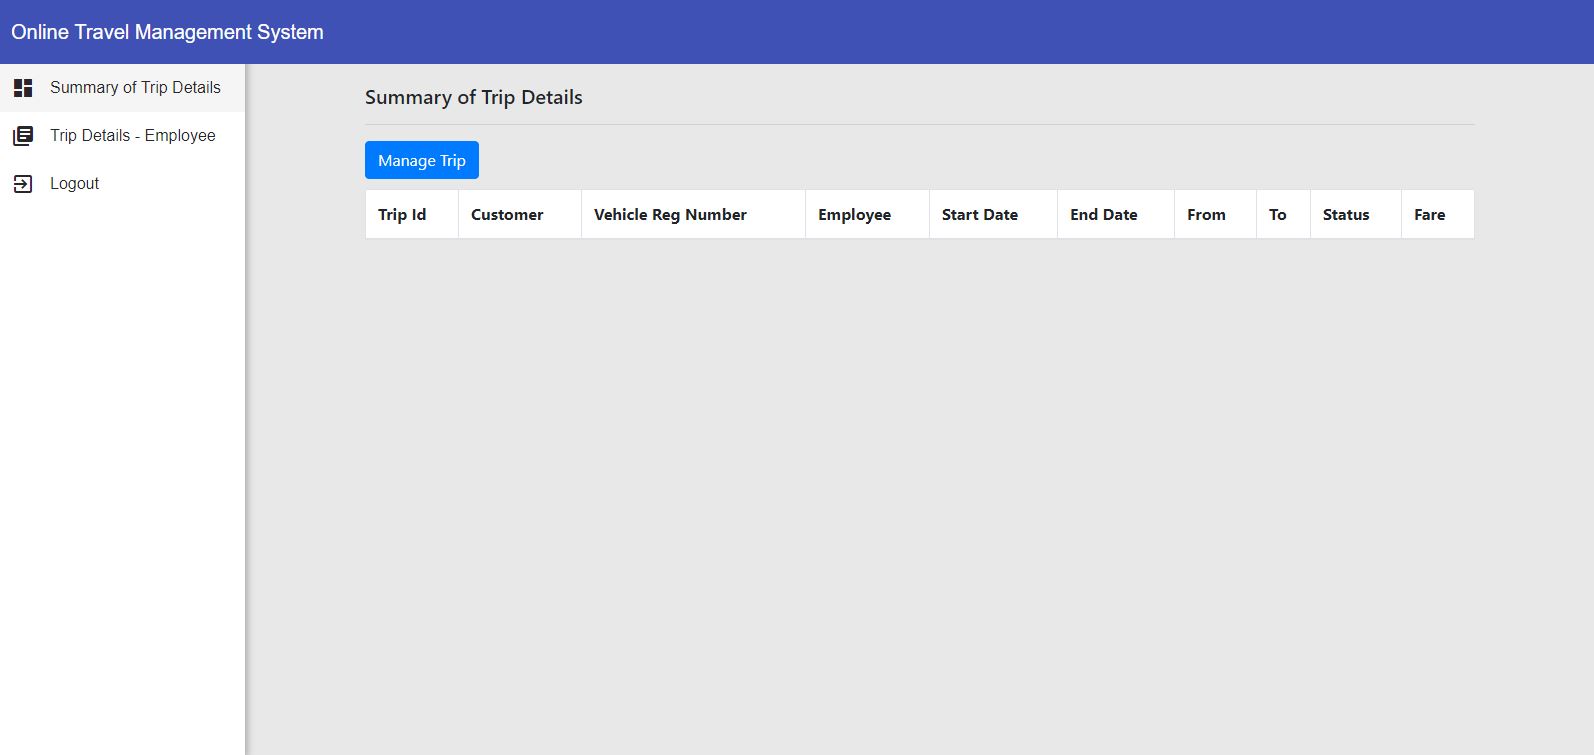 Online Travel Management System
Summary of Trip Details
Trip Details - Employee
Logout
Summary of Trip Details
Manage Trip
Trip Id Customer Vehicle Reg Number Employee Start Date End Date From To Status Fare